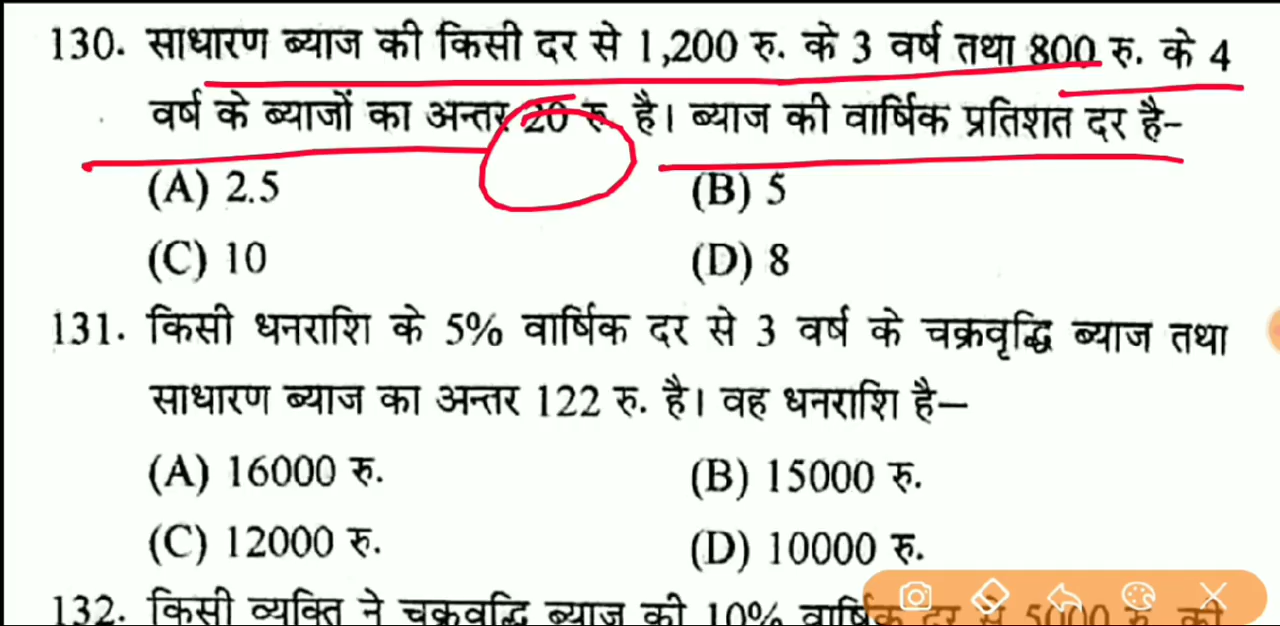 130. साधारण ब्याज की किसी दर से 1,200 रु. के 3 वर्ष तथा 800 रु. के 4
वर्ष के ब्याजों का अन्तर 20 रु. है। ब्याज की वार्षिक प्रतिशत दर है-
(A) 2.5 (B) 5
(C) 10 (D) 8
131. किसी धनराशि के 5% वार्षिक दर से 3 वर्ष के चक्रवृद्धि ब्याज तथा
साधारण ब्याज का अन्तर 122 रु. है। वह धनराशि है–
(A) 16000 रु. (B) 15000 रु.
(C) 12000 रु. (D) 10000 रु.
132. किसी व्यक्ति ने चक्रवृद्धि ब्याज की 10% वार्षिक दर से 5000 रु. की